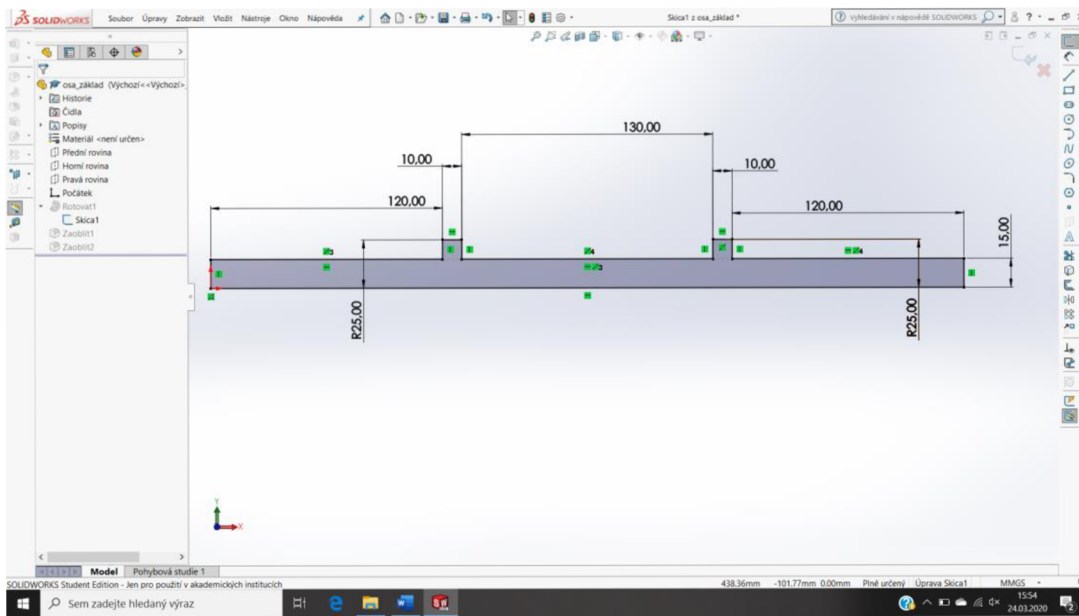 SOLIDWORKS Soubor Úpravy Zobrazit Vložit Nástroje Okno Nápověda Skica1 z osa_základ * Vyhledávání v nápovědě SOLIDWORKS
osa_základ (Výchozí<<Výchozí>_
Historie
Čidla
Popisy
Materiál <není určen>
Přední rovina
Horní rovina
Pravá rovina
Počátek
Rotovat1
Skica1
Zaoblit1
Zaoblit2
130,00
10,00
10,00
120,00
120,00
15,00
R25,00
R25,00
Y
X
Model Pohybová studie 1
SOLIDWORKS Student Edition - Jen pro použití v akademických institucích 438.36mm -101.77mm 0.00mm Plně určený Úprava Skica1 MMGS
Sem zadejte hledaný výraz
15:54
24.03.2020